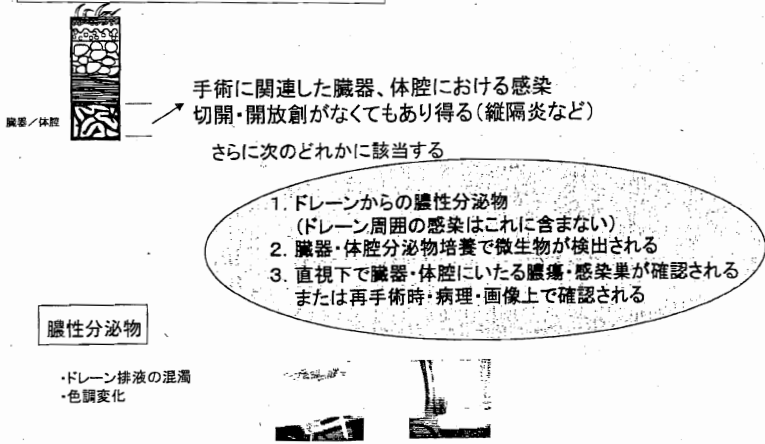 手術に関連した臓器、体腔における感染
臓器／体腔
切開・開放創がなくてもあり得る(縦隔炎など)
さらに次のどれかに該当する
1. ドレーンからの膿性分泌物
(ドレーン周囲の感染はこれに含まない)
2. 臓器・体腔分泌物培養で微生物が検出される
3. 直視下で臓器・体腔にいたる膿瘍・感染巣が確認される
または再手術時・病理・画像上で確認される
膿性分泌物
・ドレーン排液の混濁
・色調変化